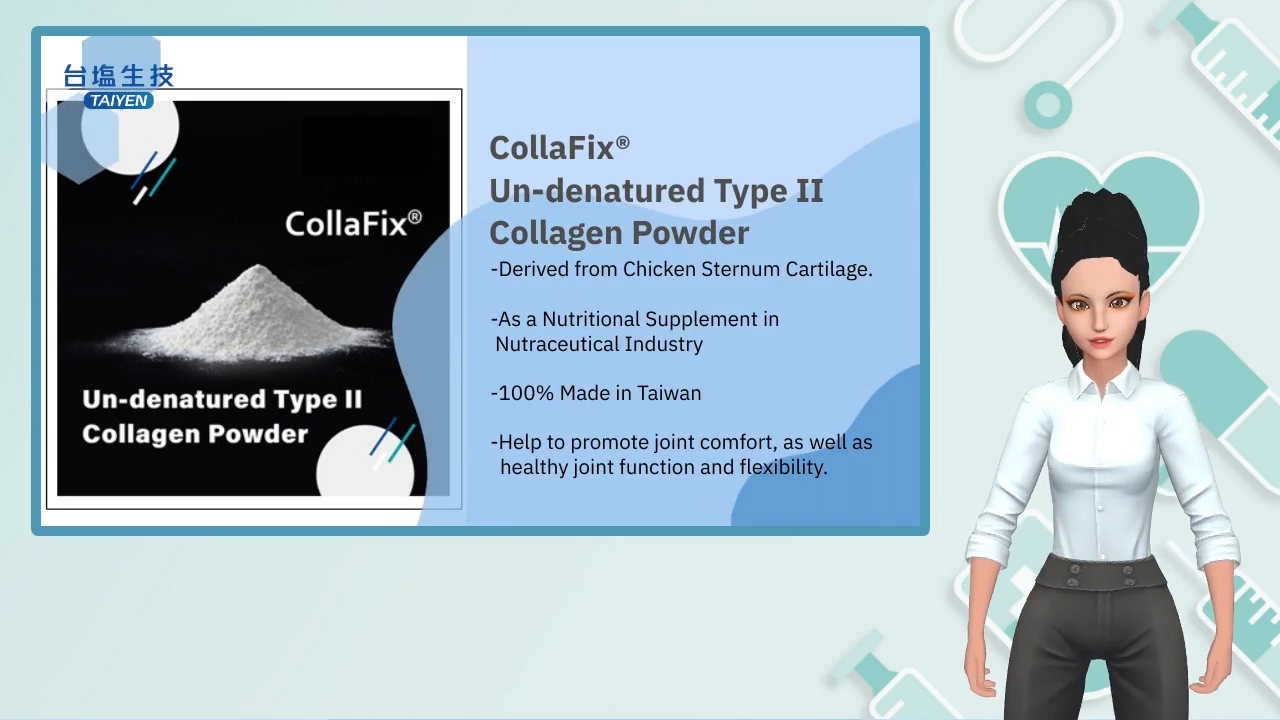 台塩生技
TAIYEN
CollaFix®
Un-denatured Type II
Collagen Powder
CollaFix®
Un-denatured Type II
Collagen Powder
-Derived from Chicken Sternum Cartilage.
-As a Nutritional Supplement in
Nutraceutical Industry
-100% Made in Taiwan
-Help to promote joint comfort, as well as
healthy joint function and flexibility.